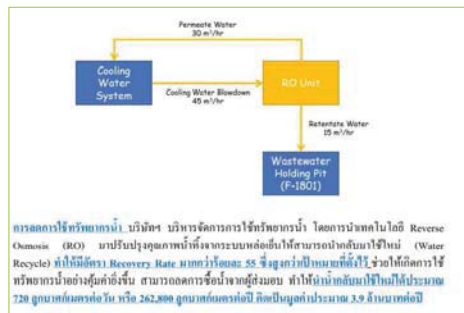 Permeate Water
30 m³/hr
Cooling
Water
System
Cooling Water Blowdown
45 m³/hr
RO Unit
Retentate Water
15 m³/hr
Wastewater
Holding Pit
(F-1801)
การลดการใช้ทรัพยากรน้ำ บริษัทฯ บริหารจัดการการใช้ทรัพยากรน้ำ โดยการนำเทคโนโลยี Reverse
Osmosis (RO) มาปรับปรุงคุณภาพน้ำทิ้งจากระบบหล่อเย็นให้สามารถนำกลับมาใช้ใหม่ (Water
Recycle) ทำให้มีอัตรา Recovery Rate มากกว่าร้อยละ 55 ซึ่งสูงกว่าเป้าหมายที่ตั้งไว้ ช่วยให้เกิดการใช้
ทรัพยากรน้ำอย่างคุ้มค่ายิ่งขึ้น สามารถลดการซื้อน้ำจากผู้ส่งมอบ ทำให้นำน้ำกลับมาใช้ใหม่ได้ประมาณ
720 ลูกบาศก์เมตรต่อวัน หรือ 262,800 ลูกบาศก์เมตรต่อปี คิดเป็นมูลค่าประมาณ 3.9 ล้านบาทต่อปี